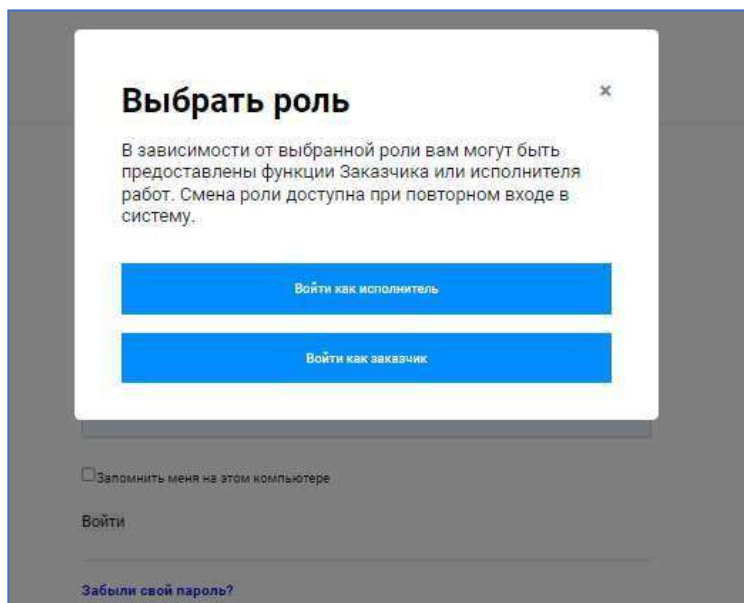 Выбрать роль
×
В зависимости от выбранной роли вам могут быть
предоставлены функции Заказчика или исполнителя
работ. Смена роли доступна при повторном входе в
систему.
Войти как исполнитель
Войти как заказчик
Запомнить меня на этом компьютере
Войти
Забыли свой пароль?